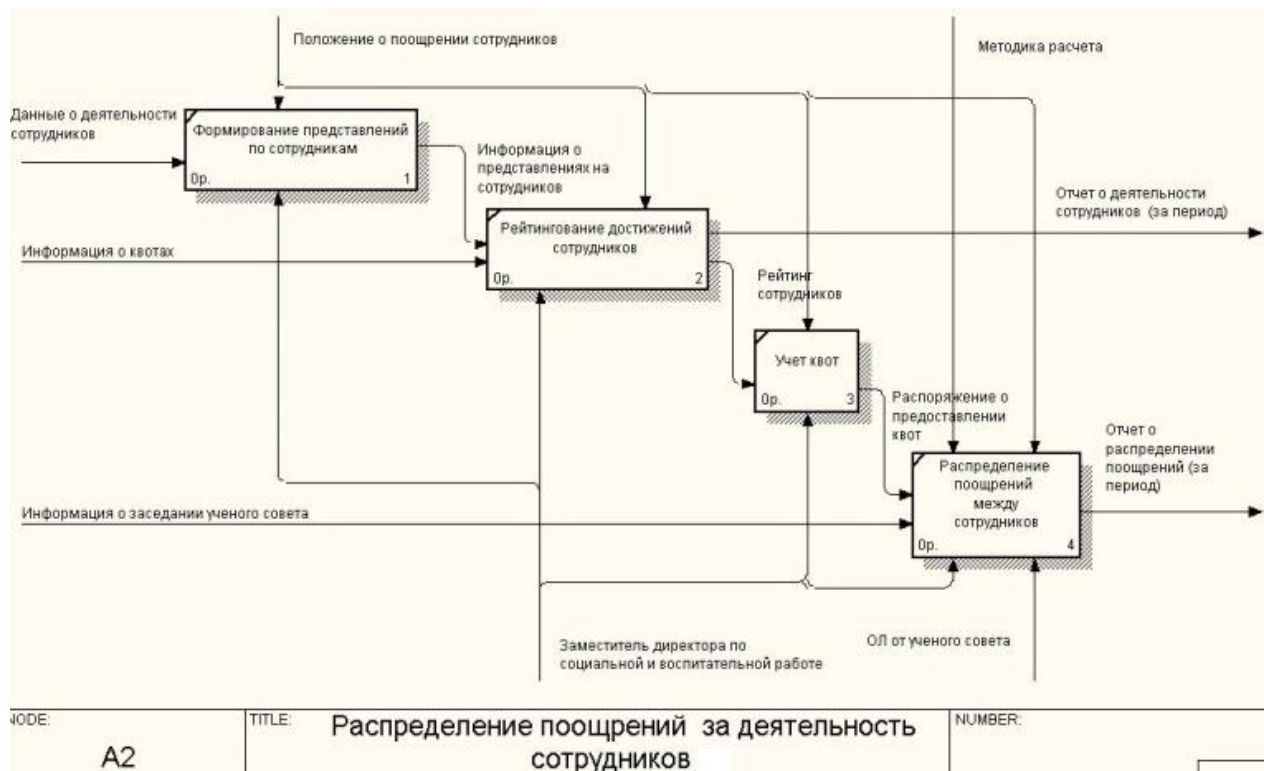 Положение о поощрении сотрудников
Методика расчета
Данные о деятельности
сотрудников
Формирование представлений
по сотрудникам
0р.
1
Информация о
представлениях на
сотрудников
Отчет о деятельности
сотрудников (за период)
Рейтингование достижений
сотрудников
0р.
2
Информация о квотах
Рейтинг
сотрудников
Учет квот
0р.
3
Распоряжение о
предоставлении
квот
Отчет о
распределении
поощрений (за
период)
Распределение
поощрений
между
сотрудников
0р.
4
Информация о заседании ученого совета
Заместитель директора по
социальной и воспитательной работе
ОЛ от ученого совета
NODE:
A2
TITLE:
Распределение поощрений за деятельность
сотрудников
NUMBER: